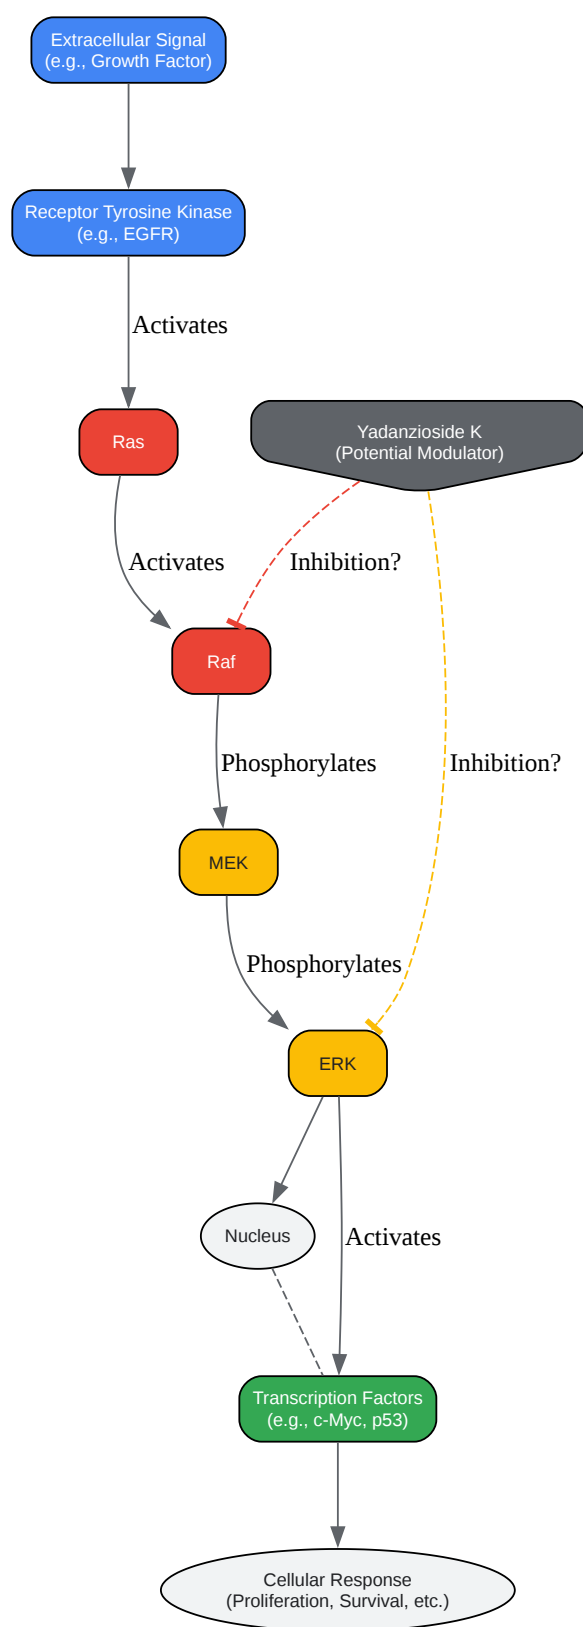 Extracellular Signal
(e.g., Growth Factor)
Receptor Tyrosine Kinase
(e.g., EGFR)
Activates
Ras
Yadanzioside K
(Potential Modulator)
Activates
Inhibition?
Raf
Phosphorylates
Inhibition?
MEK
Phosphorylates
ERK
Nucleus
Activates
Transcription Factors
(e.g., c-Myc, p53)
Cellular Response
(Proliferation, Survival, etc.)